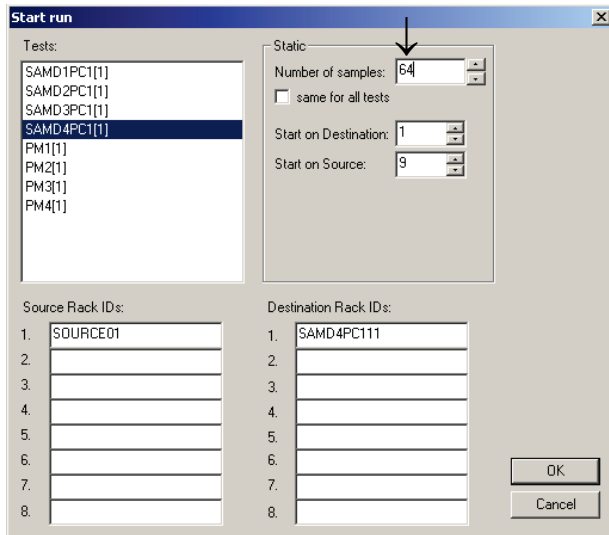 Start run
Tests:
SAMD1PC1[1]
SAMD2PC1[1]
SAMD3PC1[1]
SAMD4PC1[1]
PM1[1]
PM2[1]
PM3[1]
PM4[1]
Static
Number of samples: 64
same for all tests
Start on Destination: 1
Start on Source: 9
Source Rack IDs:
1. SOURCE01
2.
3.
4.
5.
6.
7.
8.
Destination Rack IDs:
1. SAMD4PC111
2.
3.
4.
5.
6.
7.
8.
OK
Cancel